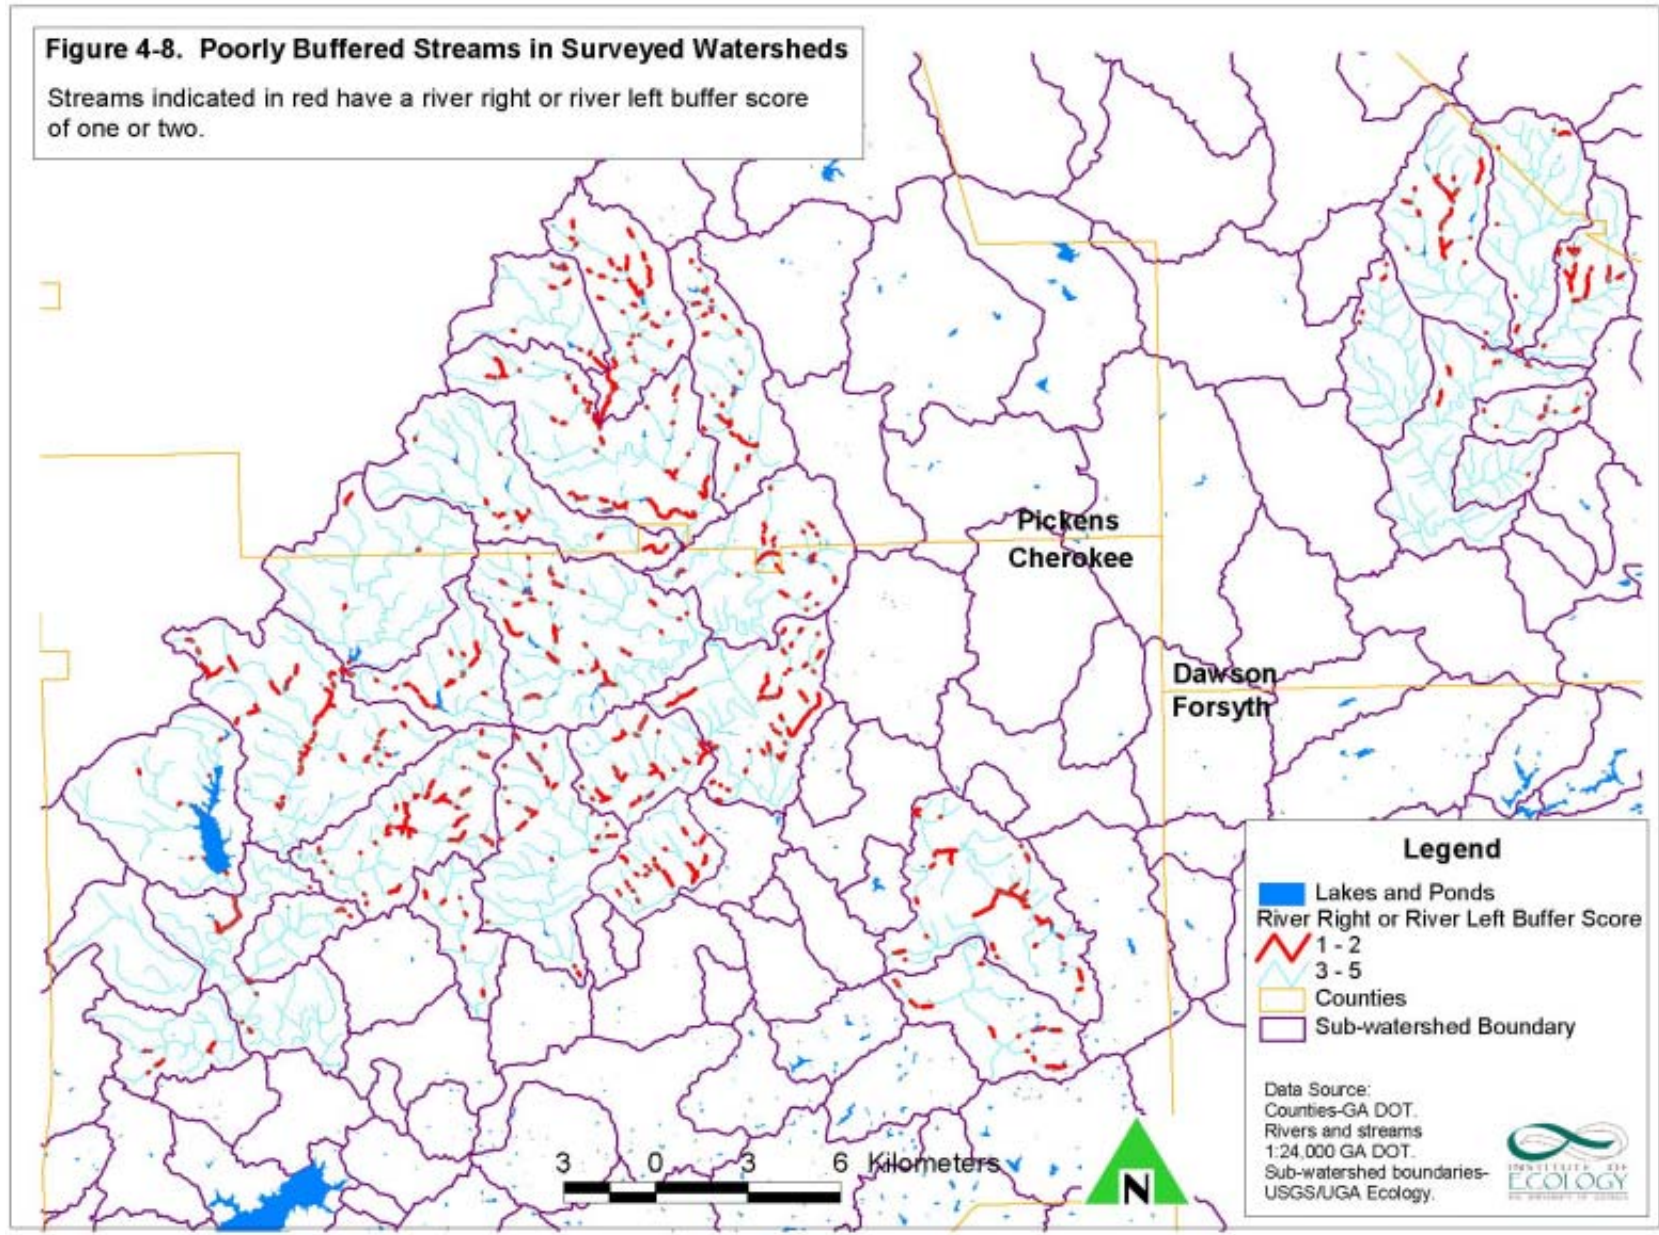 Figure 4-8. Poorly Buffered Streams in Surveyed Watersheds
Streams indicated in red have a river right or river left buffer score
of one or two.
Pickens
Cherokee
Dawson
Forsyth
Legend
Lakes and Ponds
River Right or River Left Buffer Score
1 - 2
3 - 5
Counties
Sub-watershed Boundary
Data Source:
Counties-GA DOT.
Rivers and streams
1:24,000 GA DOT.
Sub-watershed boundaries-
USGS/UGA Ecology.
INSTITUTE OF
ECOLOGY
3 0 3 6 Kilometers
N